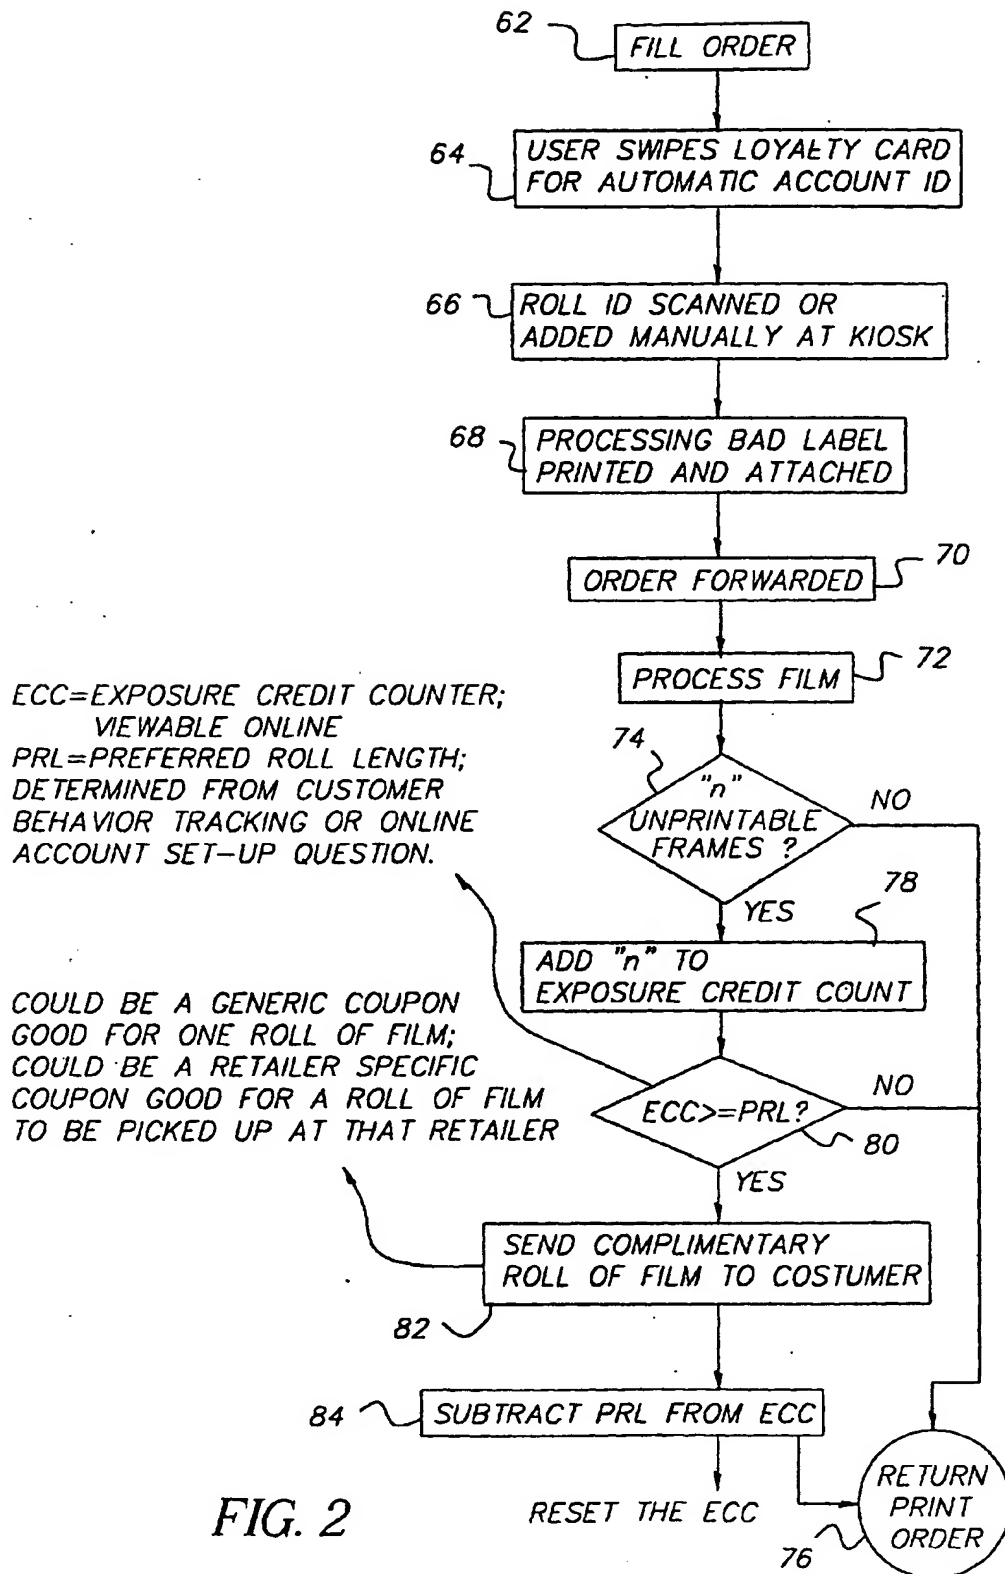 62
FILL ORDER
64
USER SWIPES LOYALTY CARD
FOR AUTOMATIC ACCOUNT ID
66
ROLL ID SCANNED OR
ADDED MANUALLY AT KIOSK
68
PROCESSING BAD LABEL
PRINTED AND ATTACHED
ORDER FORWARDED
70
PROCESS FILM
72
ECC=EXPOSURE CREDIT COUNTER;
VIEWABLE ONLINE
PRL=PREFERRED ROLL LENGTH;
DETERMINED FROM CUSTOMER
BEHAVIOR TRACKING OR ONLINE
ACCOUNT SET-UP QUESTION.
74
"n"
UNPRINTABLE
FRAMES ?
NO
YES
78
ADD "n" TO
EXPOSURE CREDIT COUNT
COULD BE A GENERIC COUPON
GOOD FOR ONE ROLL OF FILM;
COULD BE A RETAILER SPECIFIC
COUPON GOOD FOR A ROLL OF FILM
TO BE PICKED UP AT THAT RETAILER
ECC>=PRL?
NO
80
YES
SEND COMPLIMENTARY
ROLL OF FILM TO COSTUMER
82
84
SUBTRACT PRL FROM ECC
RESET THE ECC
RETURN
PRINT
ORDER
76
FIG. 2